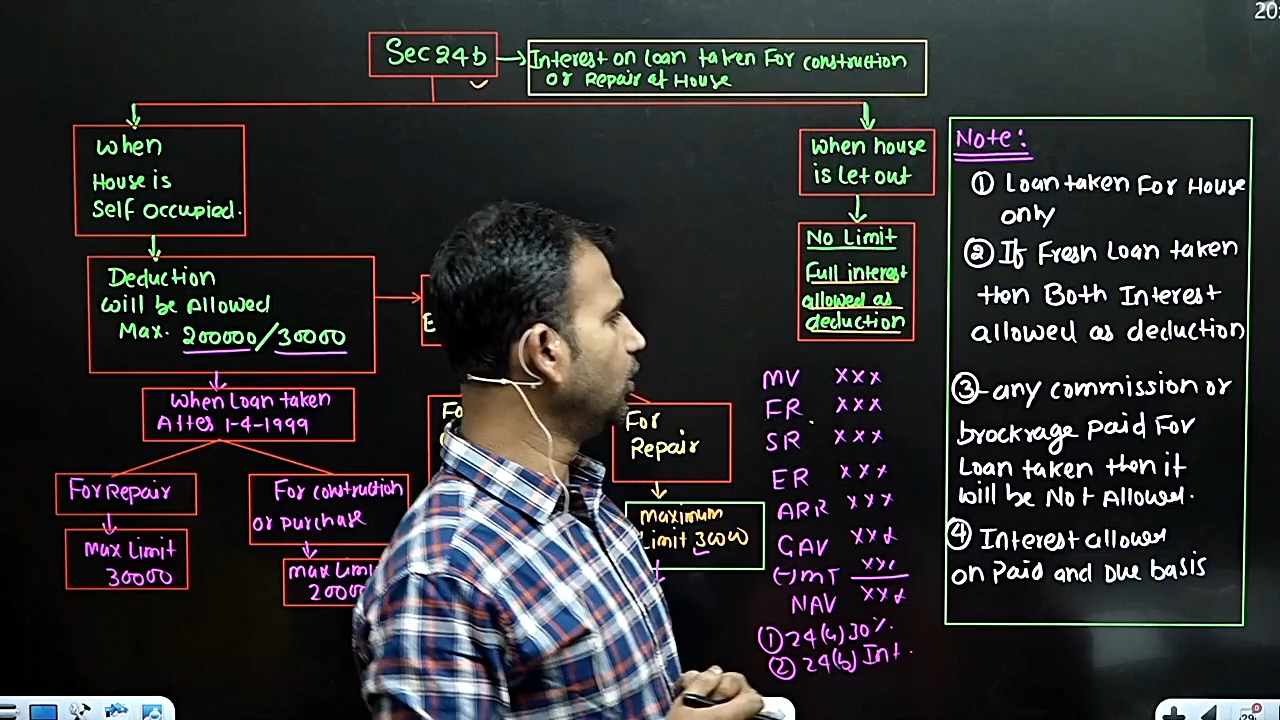 20:
Sec 24b
Interest on Loan taken For construction
or Repair of House
When
House is
Self Occupied.
Deduction
will be Allowed
Max. 200000/30000
When Loan taken
After 1-4-1999
For Repair
Max Limit
30000
For construction
or purchase
max Limi
20000
E
Fo
For
Repair
Maximum
Limit 30000
When house
is Let out
No Limit
Full interest
allowed as
deduction
MV XXX
FR XXX
SR XXX
ER XXX
ARR XXX
GAV XXX
(-) MT XXX
NAV XXX
① 24(a) 30%.
② 24(b) Int.
Note:
① Loan taken For House
only
② If Fresh Loan taken
then Both Interest
allowed as deduction
③ any commission or
brockrage Paid For
Loan taken then it
will be Not Allowed.
④ Interest allower
on Paid and Due basis